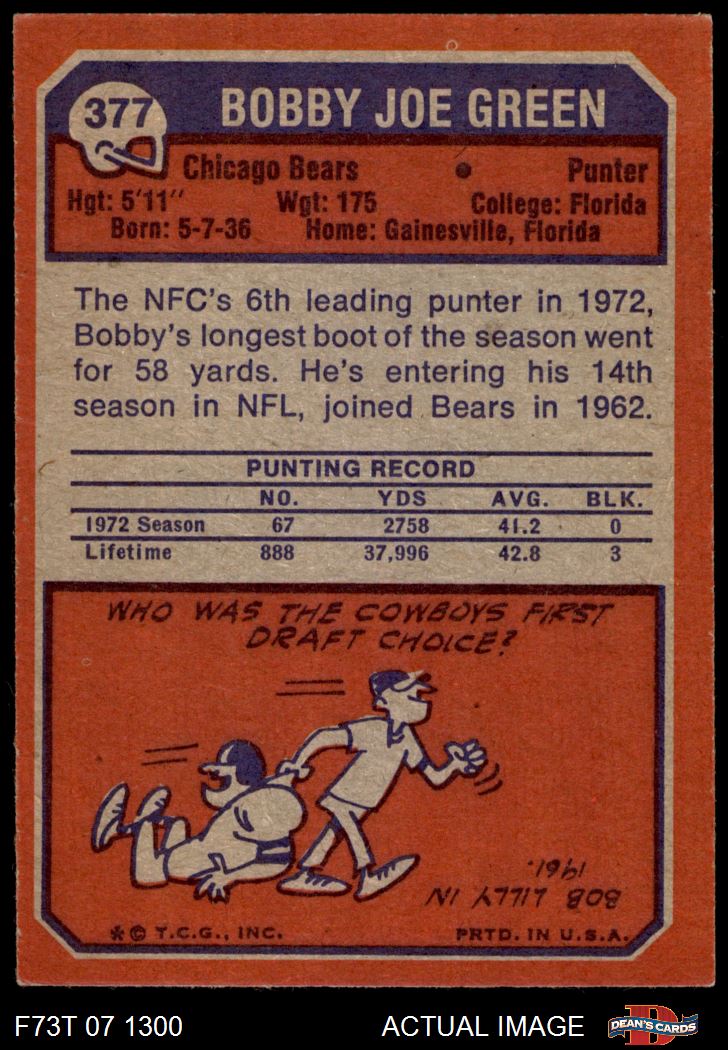 377
BOBBY JOE GREEN
Chicago Bears • Punter
Hgt: 5'11" Wgt: 175 College: Florida
Born: 5-7-36 Home: Gainesville, Florida
The NFC's 6th leading punter in 1972,
Bobby's longest boot of the season went
for 58 yards. He's entering his 14th
season in NFL, joined Bears in 1962.
PUNTING RECORD
NO. YDS AVG. BLK.
1972 Season 67 2758 41.2 0
Lifetime 888 37,996 42.8 3
WHO WAS THE COWBOYS FIRST
DRAFT CHOICE?
BOB LILLY IN
1961.
* © T.C.G., INC. PRTD. IN U.S.A.
F73T 07 1300 ACTUAL IMAGE
DEAN'S CARDS